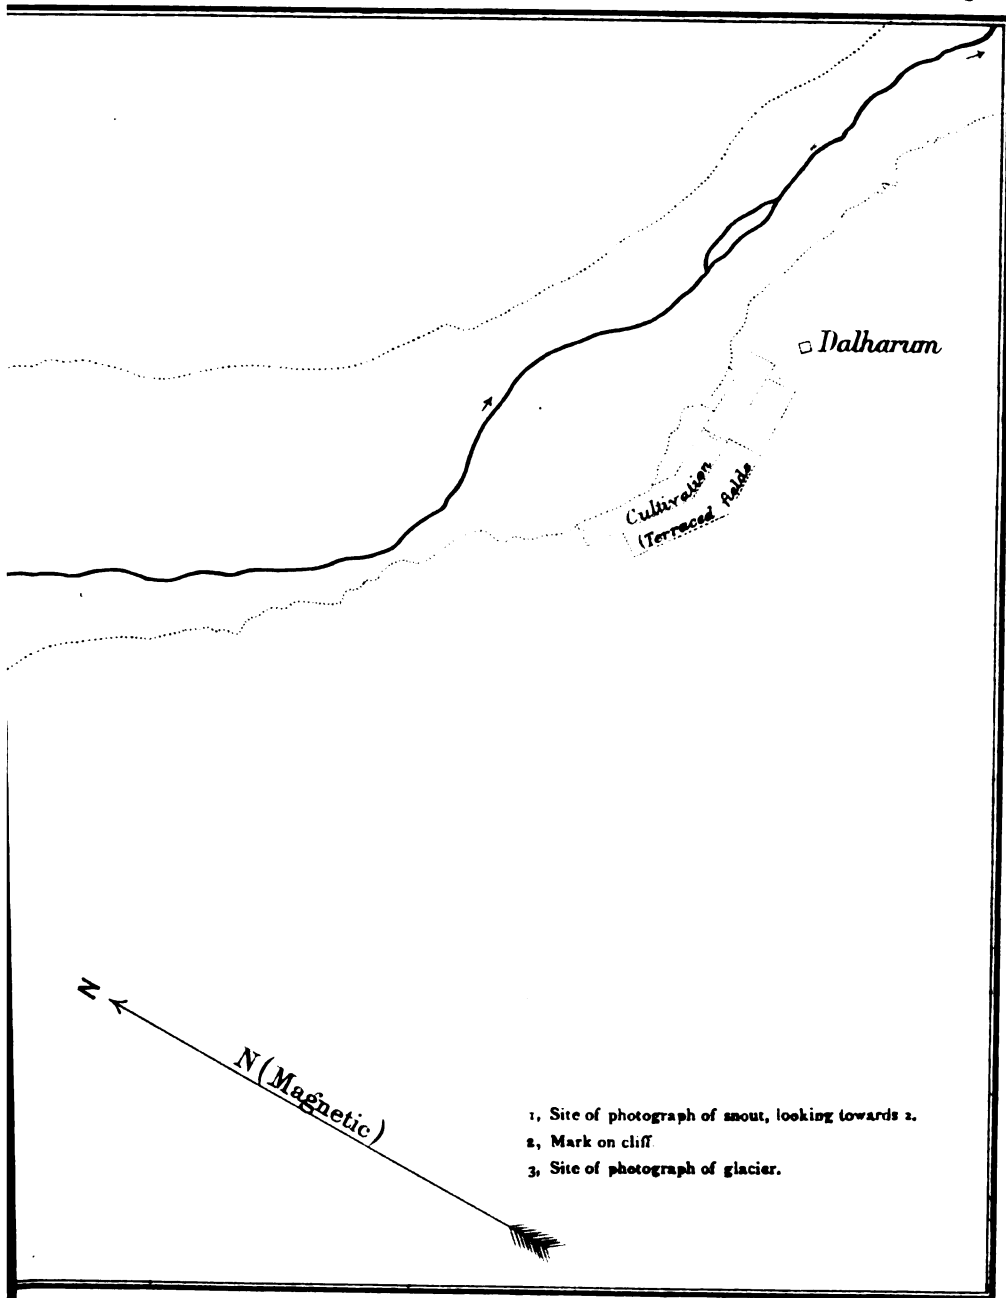 Dalharum
Cultivation
(Terraced fields
N
N (Magnetic)
1, Site of photograph of snout, looking towards 2.
2, Mark on cliff
3, Site of photograph of glacier.